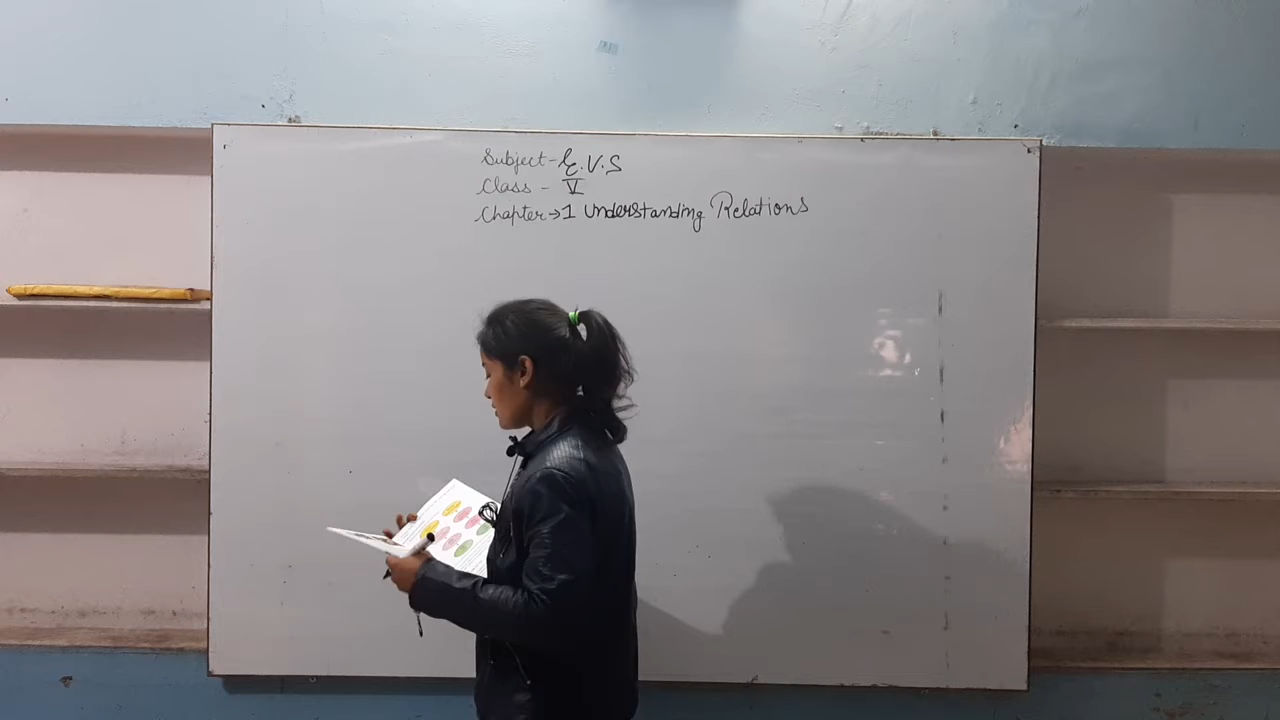 Subject-E.V.S
Class - V
Chapter→1 Understanding Relations